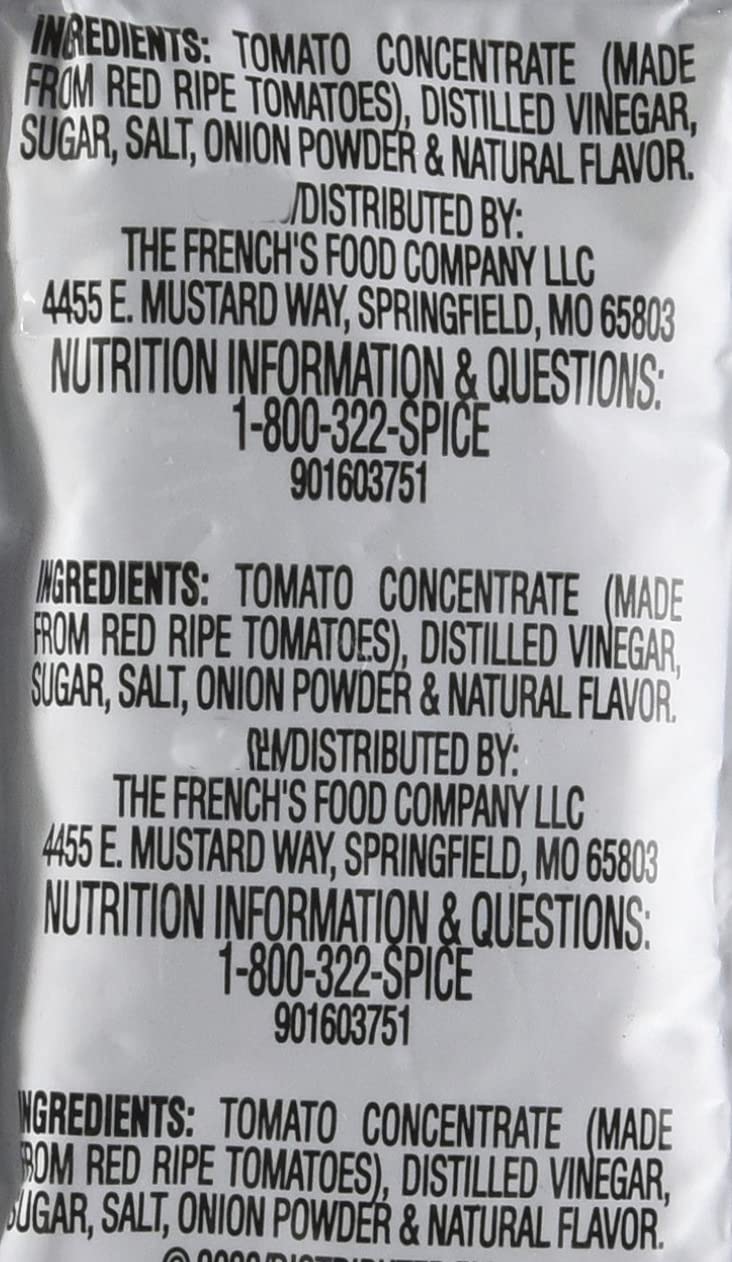 INGREDIENTS: TOMATO CONCENTRATE (MADE
FROM RED RIPE TOMATOES), DISTILLED VINEGAR,
SUGAR, SALT, ONION POWDER & NATURAL FLAVOR.
/DISTRIBUTED BY:
THE FRENCH'S FOOD COMPANY LLC
4455 E. MUSTARD WAY, SPRINGFIELD, MO 65803
NUTRITION INFORMATION & QUESTIONS:
1-800-322-SPICE
901603751
INGREDIENTS: TOMATO CONCENTRATE (MADE
FROM RED RIPE TOMATOES), DISTILLED VINEGAR,
SUGAR, SALT, ONION POWDER & NATURAL FLAVOR.
/DISTRIBUTED BY:
THE FRENCH'S FOOD COMPANY LLC
4455 E. MUSTARD WAY, SPRINGFIELD, MO 65803
NUTRITION INFORMATION & QUESTIONS:
1-800-322-SPICE
901603751
INGREDIENTS: TOMATO CONCENTRATE (MADE
FROM RED RIPE TOMATOES), DISTILLED VINEGAR,
SUGAR, SALT, ONION POWDER & NATURAL FLAVOR.